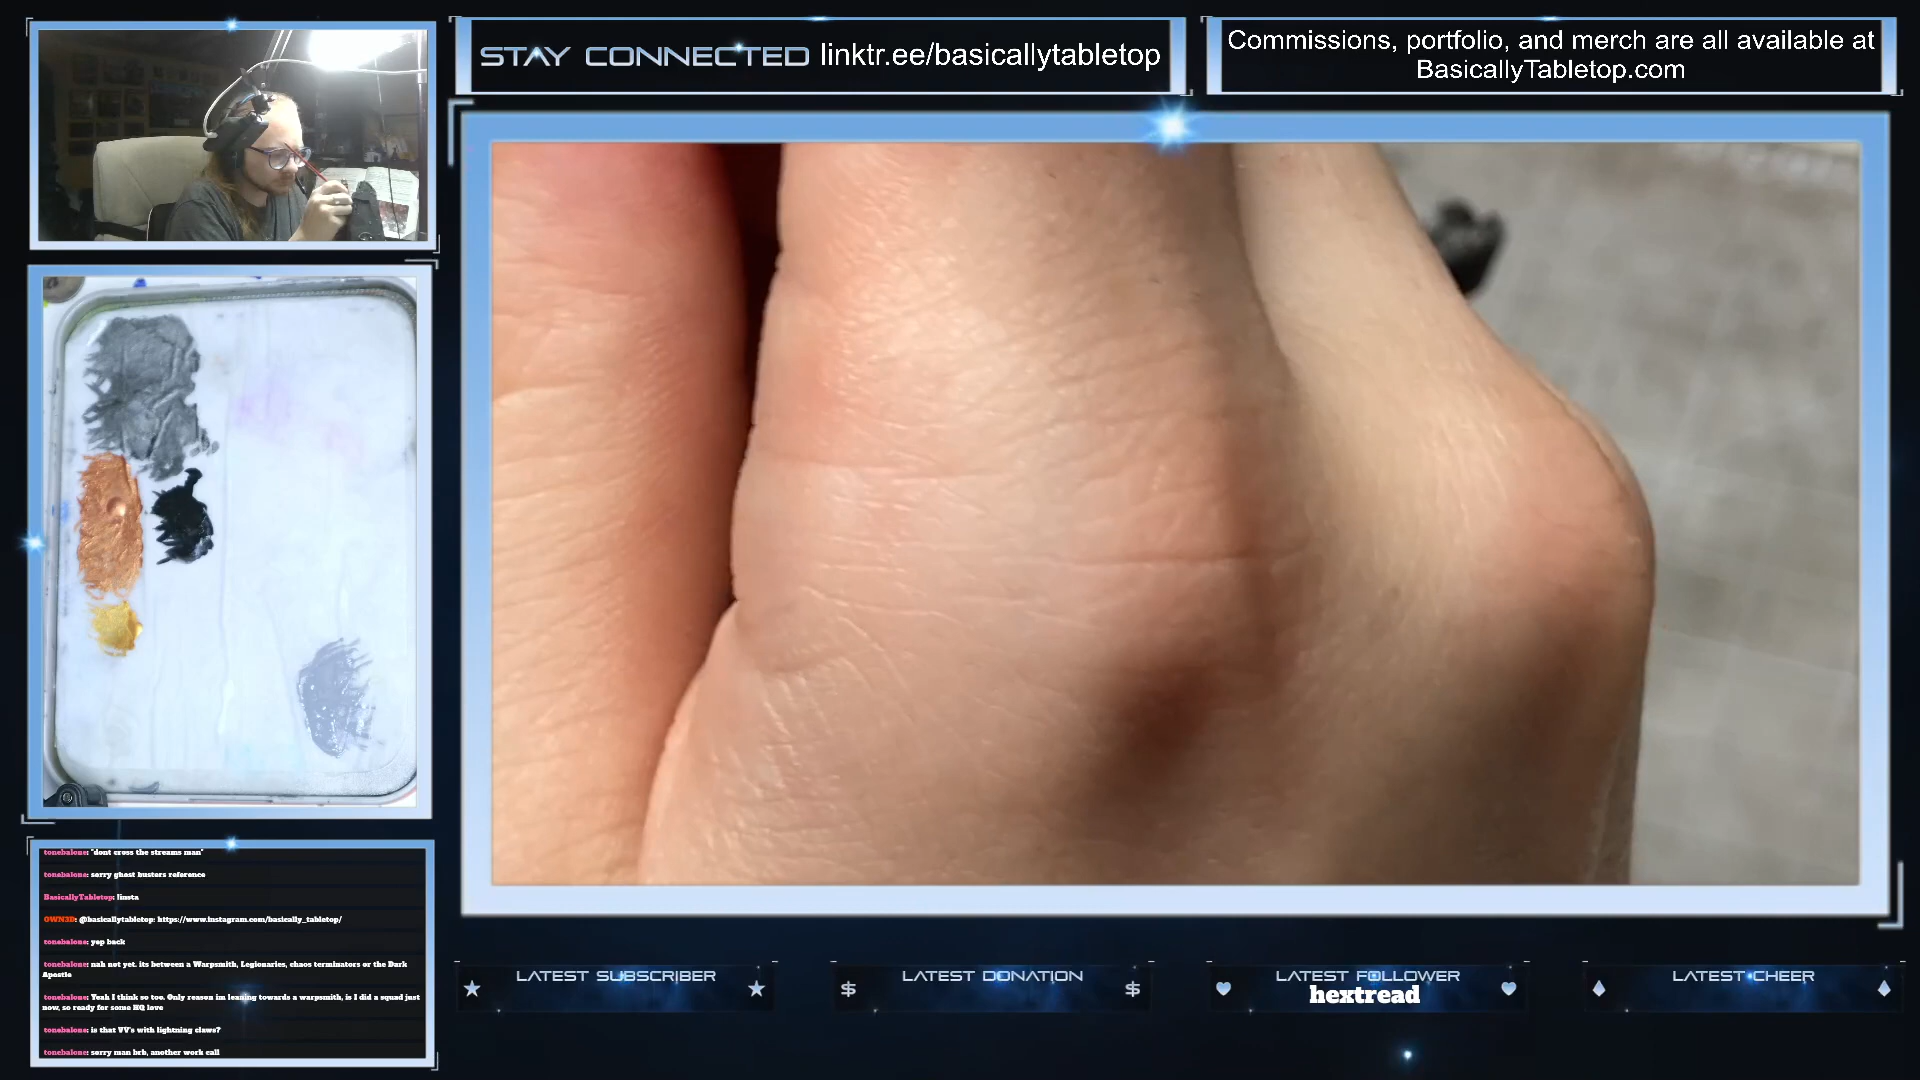 STAY CONNECTED linktr.ee/basicallytabletop
Commissions, portfolio, and merch are all available at
BasicallyTabletop.com
tonebalone: "dont cross the streams man"
tonebalone: sorry ghost busters reference
BasicallyTabletop: !insta
OWN3D: @basicallytabletop: https://www.instagram.com/basically_tabletop/
tonebalone: yep back
tonebalone: nah not yet. its between a Warpsmith, Legionaries, chaos terminators or the Dark
Apostle
tonebalone: Yeah I think so too. Only reason im leaning towards a warpsmith, is I did a squad just
now, so ready for some HQ love
tonebalone: is that VV's with lightning claws?
tonebalone: sorry man brb, another work call
LATEST SUBSCRIBER
LATEST DONATION
LATEST FOLLOWER
hextread
LATEST CHEER